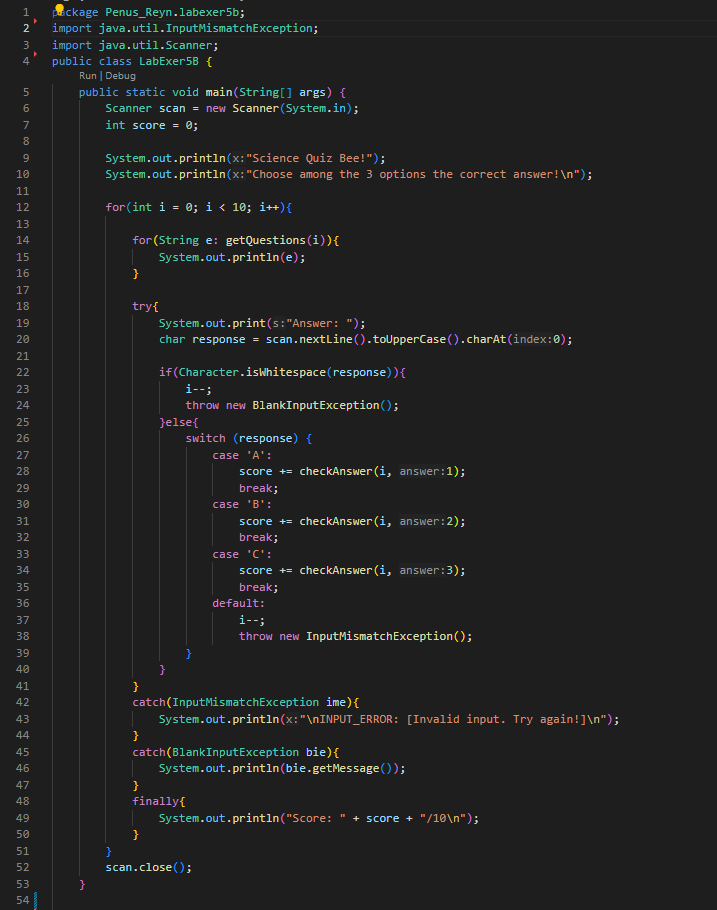 1 package Penus_Reyn.labexer5b;
2 import java.util.InputMismatchException;
3 import java.util.Scanner;
4 public class LabExer5B {
Run | Debug
5 public static void main(String[] args) {
6 Scanner scan = new Scanner(System.in);
7 int score = 0;
8
9 System.out.println(x:"Science Quiz Bee!");
10 System.out.println(x:"Choose among the 3 options the correct answer!\n");
11
12 for(int i = 0; i < 10; i++){
13
14 for(String e: getQuestions(i)){
15 System.out.println(e);
16 }
17
18 try{
19 System.out.print(s:"Answer: ");
20 char response = scan.nextLine().toUpperCase().charAt(index:0);
21
22 if(Character.isWhitespace(response)){
23 i--;
24 throw new BlankInputException();
25 }else{
26 switch (response) {
27 case 'A':
28 score += checkAnswer(i, answer:1);
29 break;
30 case 'B':
31 score += checkAnswer(i, answer:2);
32 break;
33 case 'C':
34 score += checkAnswer(i, answer:3);
35 break;
36 default:
37 i--;
38 throw new InputMismatchException();
39 }
40 }
41 }
42 catch(InputMismatchException ime){
43 System.out.println(x:"\nINPUT_ERROR: [Invalid input. Try again!]\n");
44 }
45 catch(BlankInputException bie){
46 System.out.println(bie.getMessage());
47 }
48 finally{
49 System.out.println("Score: " + score + "/10\n");
50 }
51 }
52 scan.close();
53 }
54